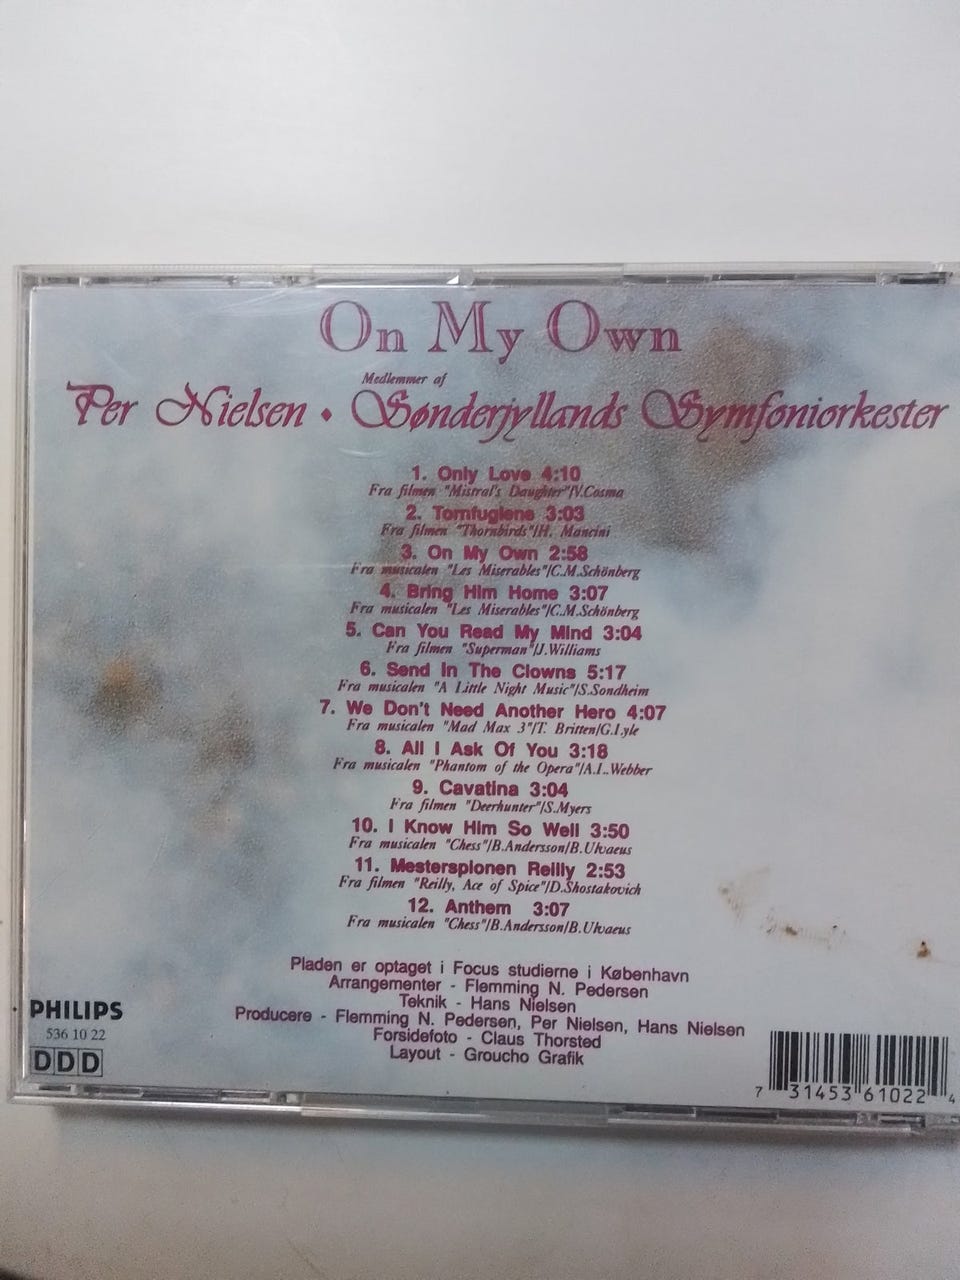 On My Own
Medlemmer af
Per Nielsen • Sønderjyllands Symfoniorkester
1. Only Love 4:10
Fra filmen "Mistral's Daughter"/V.Cosma
2. Tornfuglene 3:03
Fra filmen "Thornbirds"/H. Mancini
3. On My Own 2:58
Fra musicalen "Les Miserables"/C.M.Schönberg
4. Bring Him Home 3:07
Fra musicalen "Les Miserables"/C.M.Schönberg
5. Can You Read My Mind 3:04
Fra filmen "Superman"/J.Williams
6. Send In The Clowns 5:17
Fra musicalen "A Little Night Music"/S.Sondheim
7. We Don't Need Another Hero 4:07
Fra musicalen "Mad Max 3"/T. Britten/G.Lyle
8. All I Ask Of You 3:18
Fra musicalen "Phantom of the Opera"/A.L.Webber
9. Cavatina 3:04
Fra filmen "Deerhunter"/S.Myers
10. I Know Him So Well 3:50
Fra musicalen "Chess"/B.Andersson/B.Ulvaeus
11. Mesterspionen Reilly 2:53
Fra filmen "Reilly, Ace of Spice"/D.Shostakovich
12. Anthem 3:07
Fra musicalen "Chess"/B.Andersson/B.Ulvaeus
Pladen er optaget i Focus studierne i København
Arrangementer - Flemming N. Pedersen
Teknik - Hans Nielsen
Producere - Flemming N. Pedersen, Per Nielsen, Hans Nielsen
Forsidefoto - Claus Thorsted
Layout - Groucho Grafik
PHILIPS
536 10 22
DDD
7 31453 61022 4